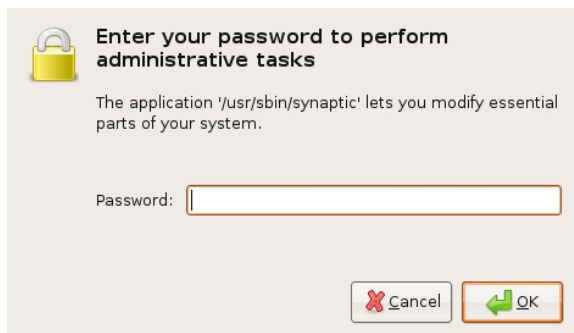 Enter your password to perform
administrative tasks
The application '/usr/sbin/synaptic' lets you modify essential
parts of your system.
Password:
Cancel
OK